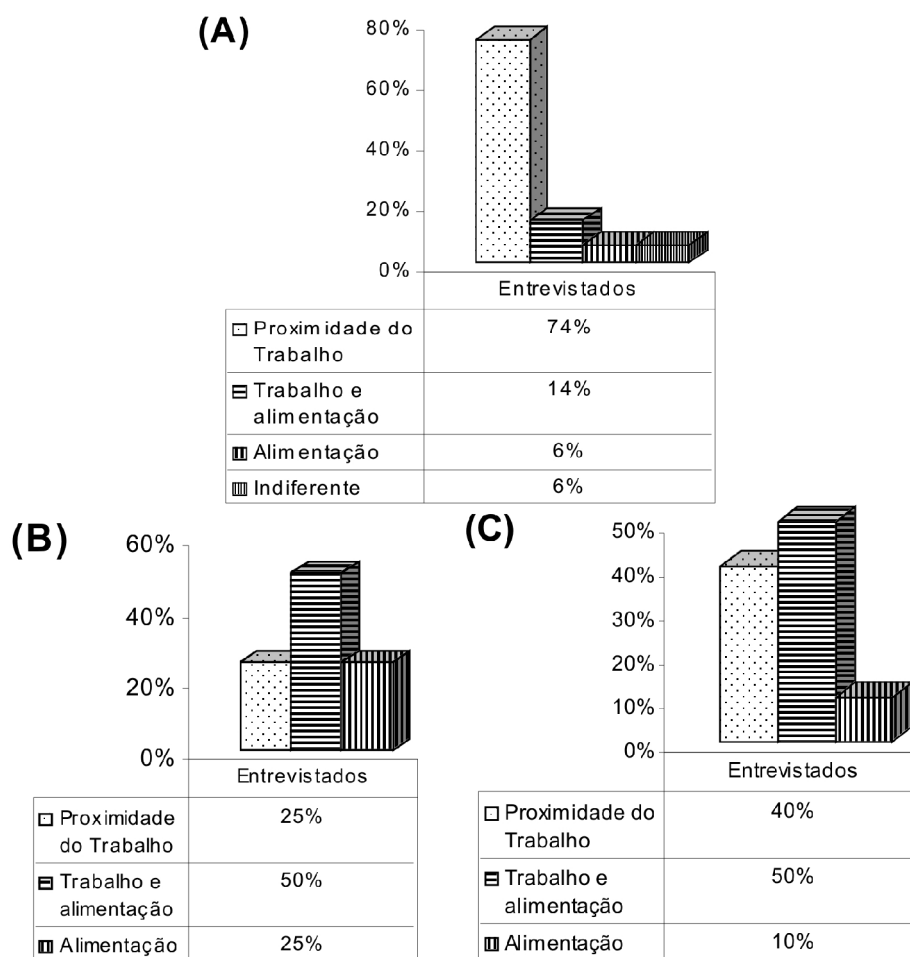 (A)
80%
60%
40%
20%
0%
Entrevistados
Proximidade do
Trabalho
74%
Trabalho e
alimentação
14%
Alimentação
6%
Indiferente
6%
(B)
60%
40%
20%
0%
Entrevistados
Proximidade
do Trabalho
25%
Trabalho e
alimentação
50%
Alimentação
25%
(C)
50%
40%
30%
20%
10%
0%
Entrevistados
Proximidade do
Trabalho
40%
Trabalho e
alimentação
50%
Alimentação
10%